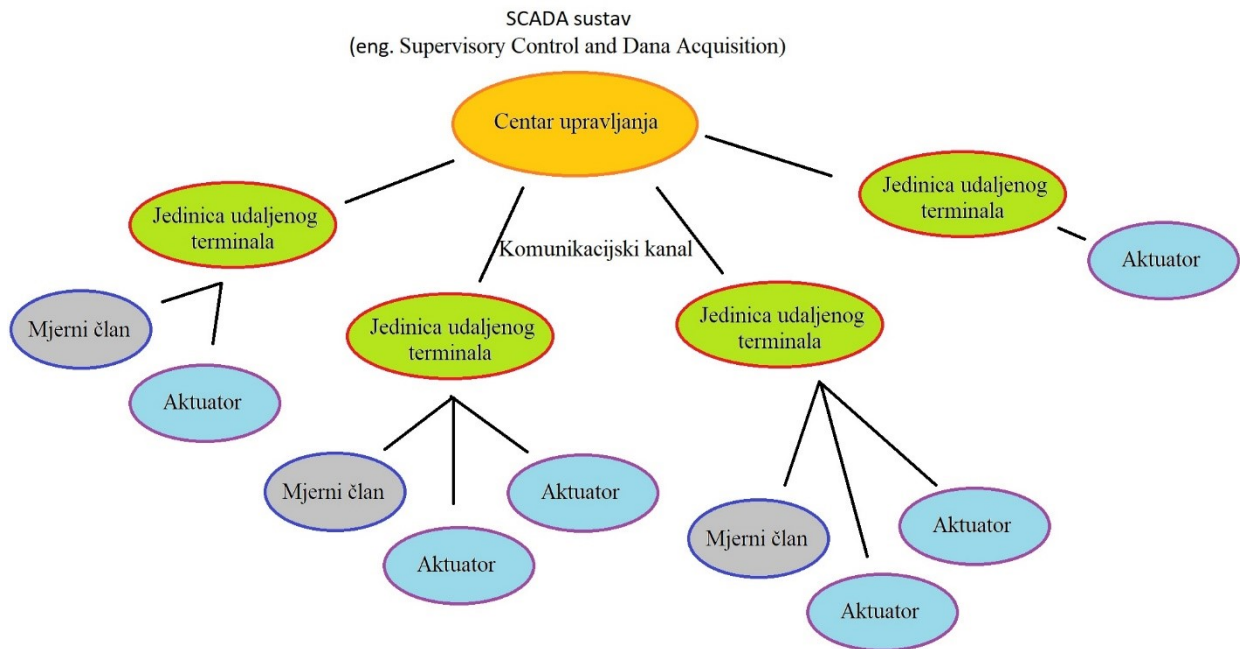 SCADA sustav
(eng. Supervisory Control and Dana Acquisition)
Centar upravljanja
Jedinica udaljenog
terminala
Jedinica udaljenog
terminala
Komunikacijski kanal
Aktuator
Mjerni član
Jedinica udaljenog
terminala
Jedinica udaljenog
terminala
Aktuator
Mjerni član
Aktuator
Aktuator
Mjerni član
Aktuator
Aktuator